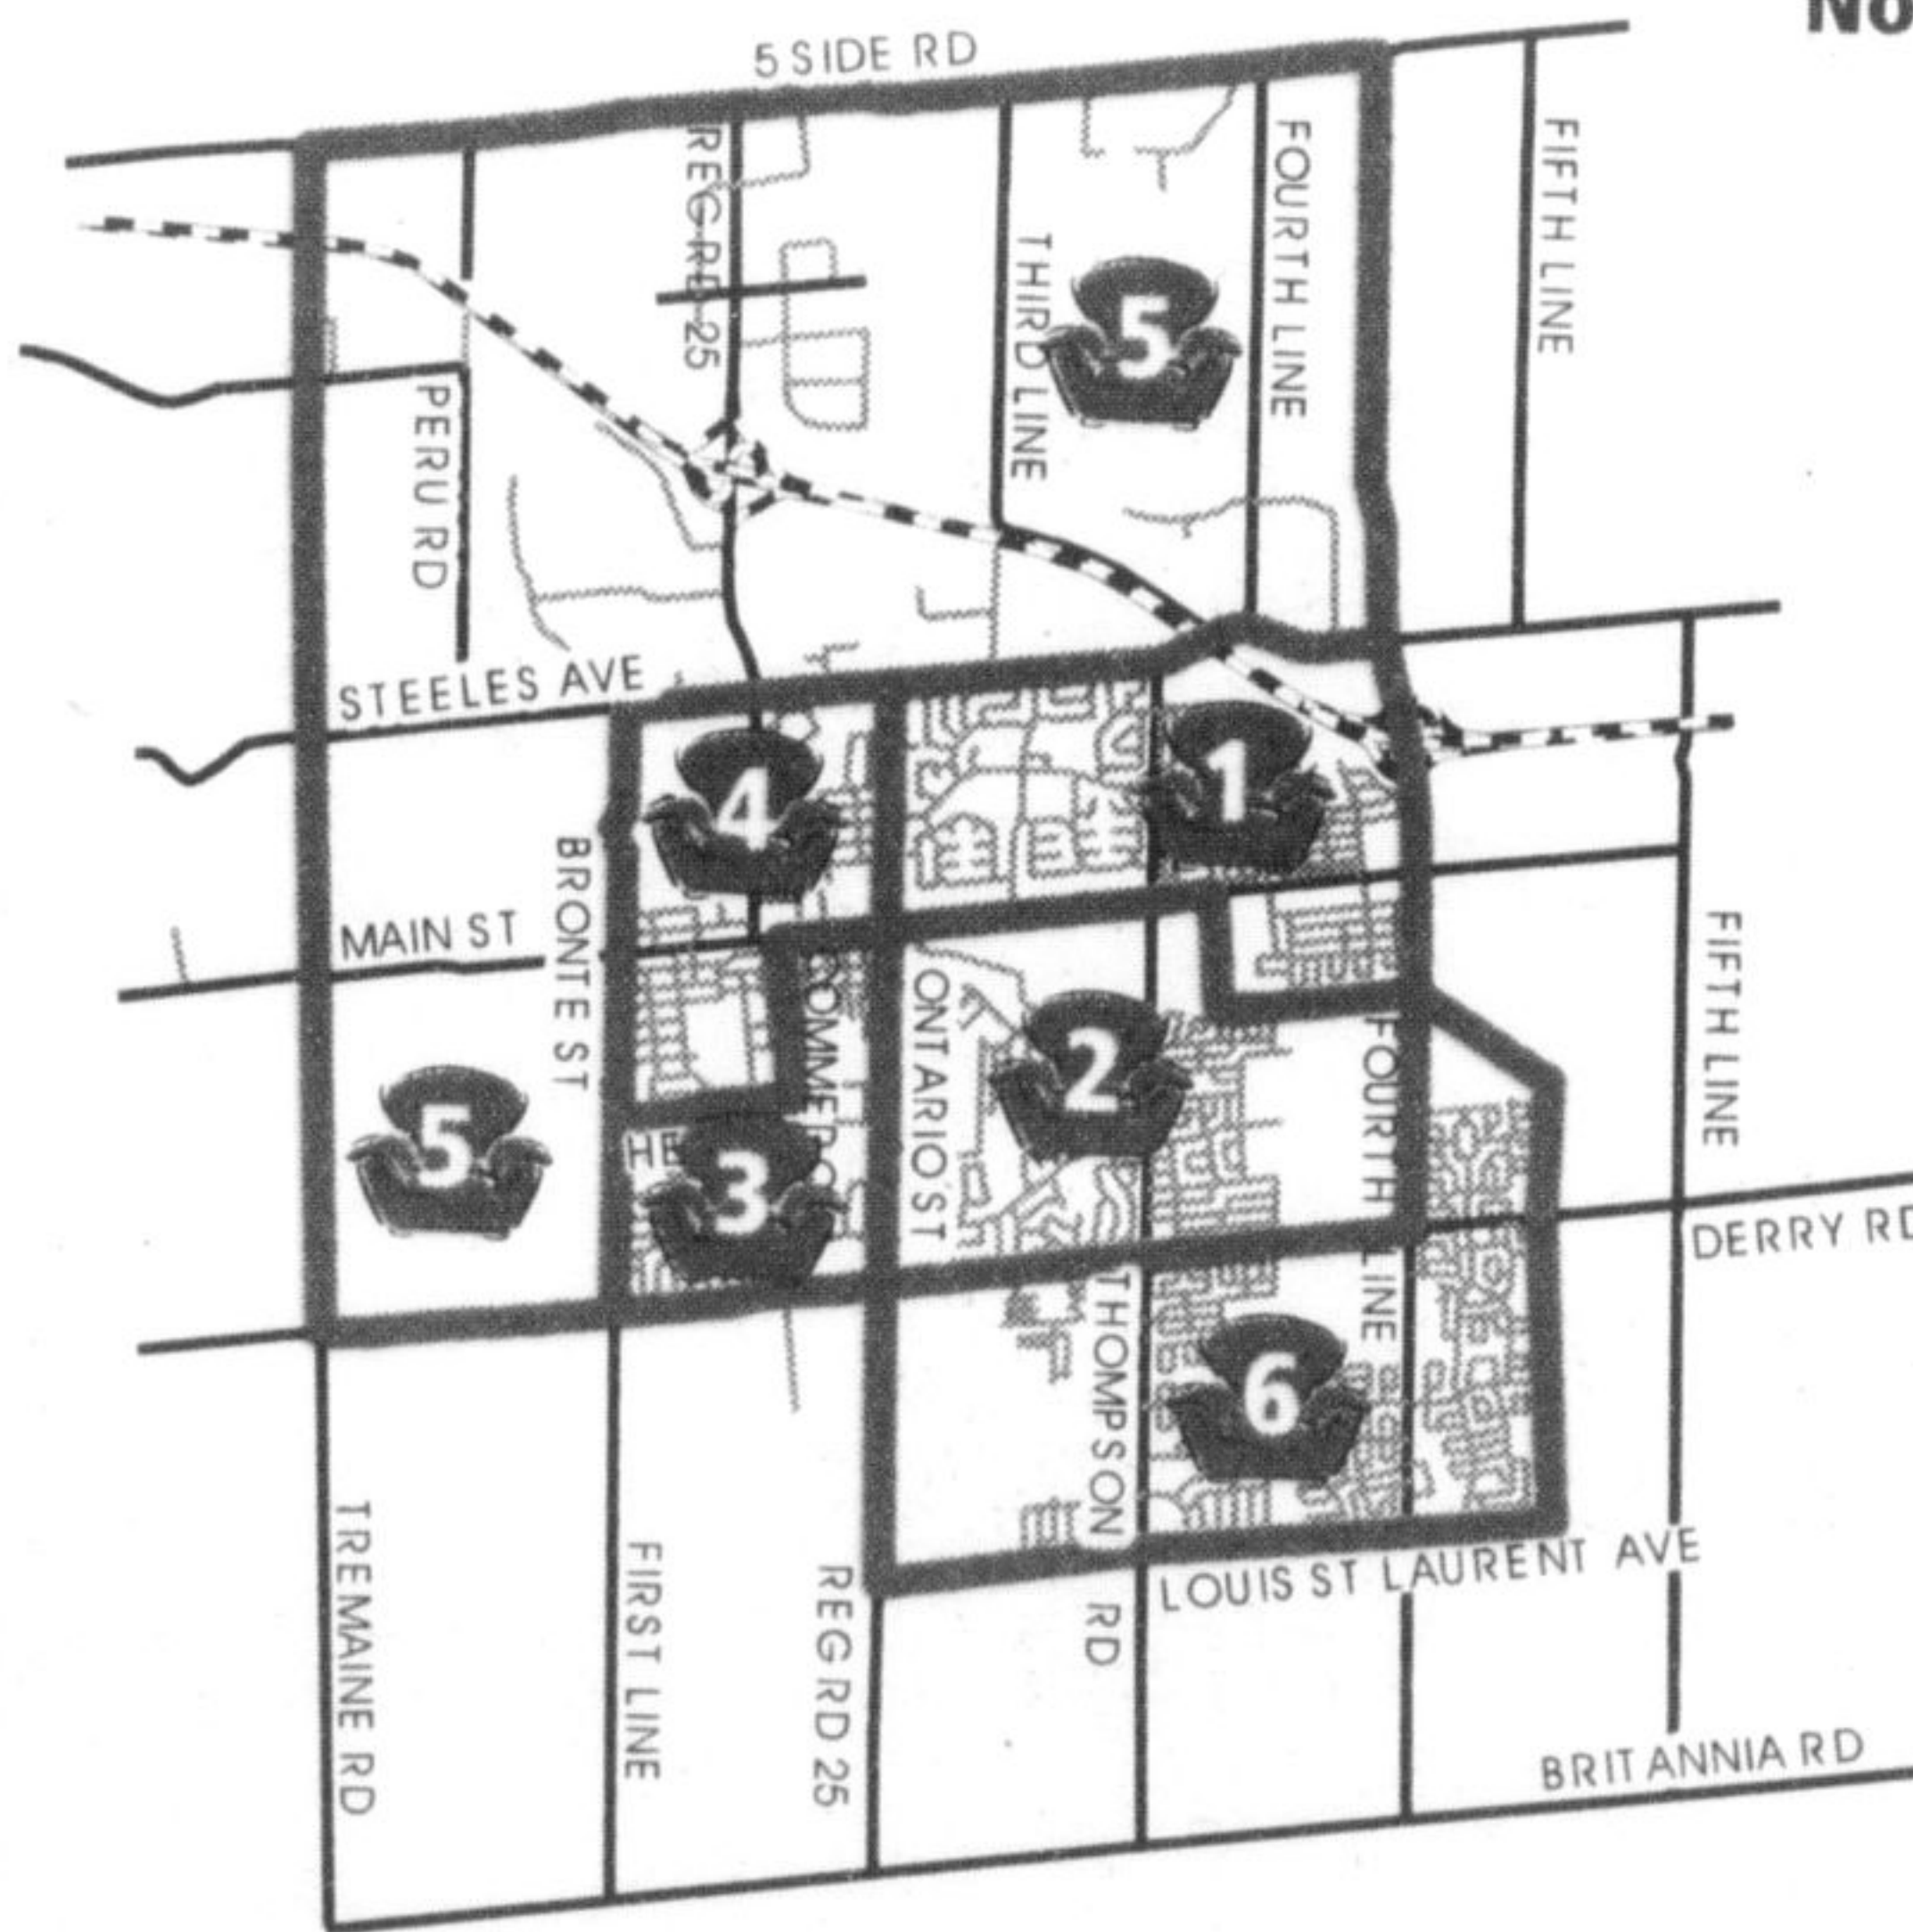 No
5 SIDE RD
REG RD 25
FOURTH LINE
FIFTH LINE
THIRD LINE
5
PERU RD
STEELES AVE
4
1
BRONTE ST
MAIN ST
FIFTH LINE
ONTARIO ST
2
FOURTH LINE
5
3
DERRY RD
THOMPSON RD
6
TREMAINE RD
FIRST LINE
REG RD 25
LOUIS ST LAURENT AVE
BRITANNIA RD